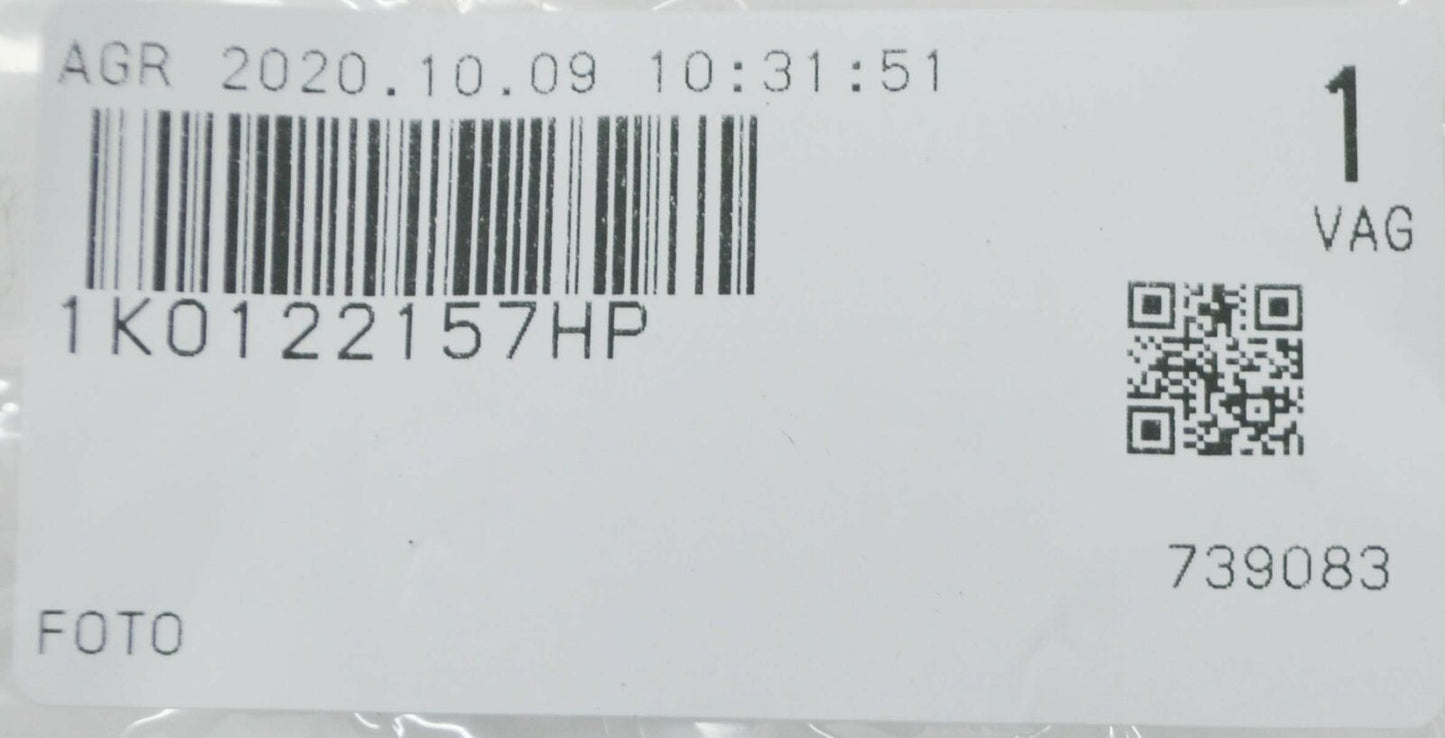 AGR 2020.10.09 10:31:51
1
VAG
1K0122157HP
739083
FOTO